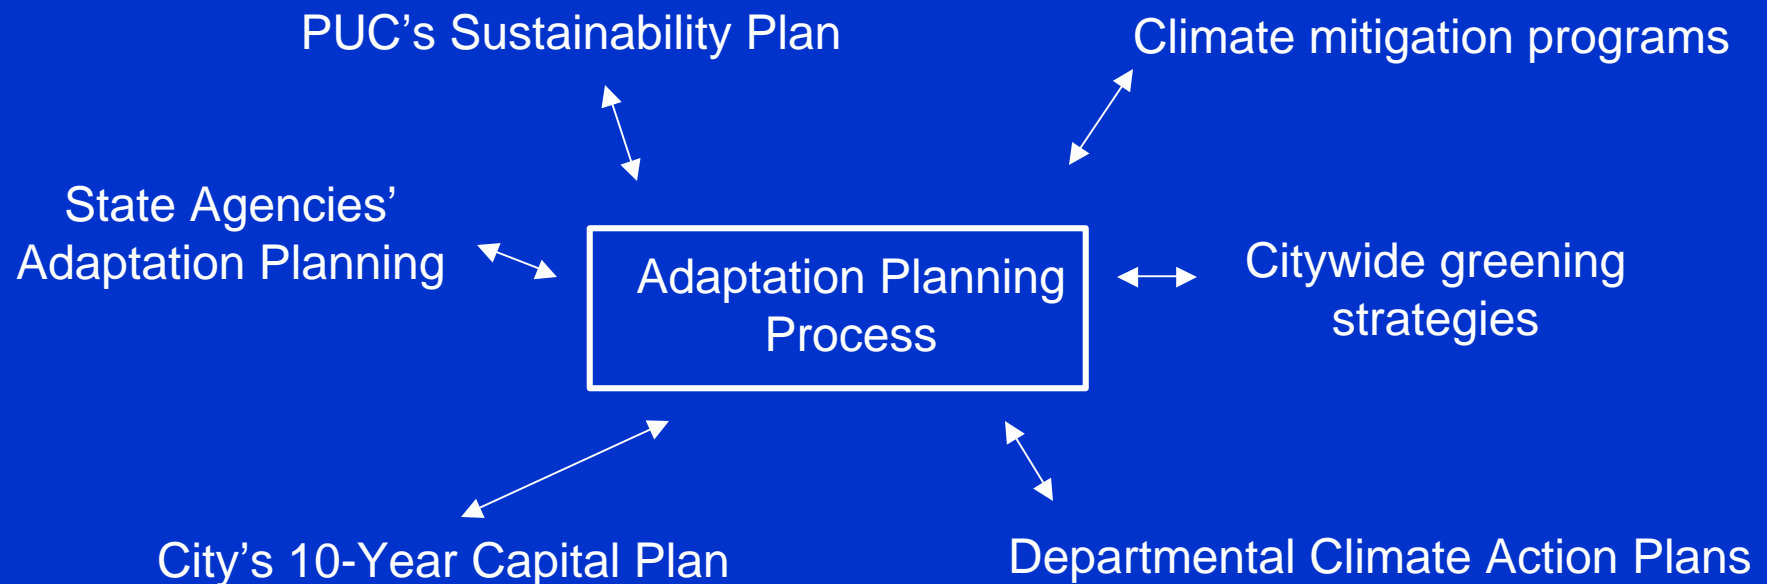 PUC’s Sustainability Plan
Climate mitigation programs
State Agencies’
Adaptation Planning
Adaptation Planning
Process
Citywide greening
strategies
City’s 10-Year Capital Plan
Departmental Climate Action Plans